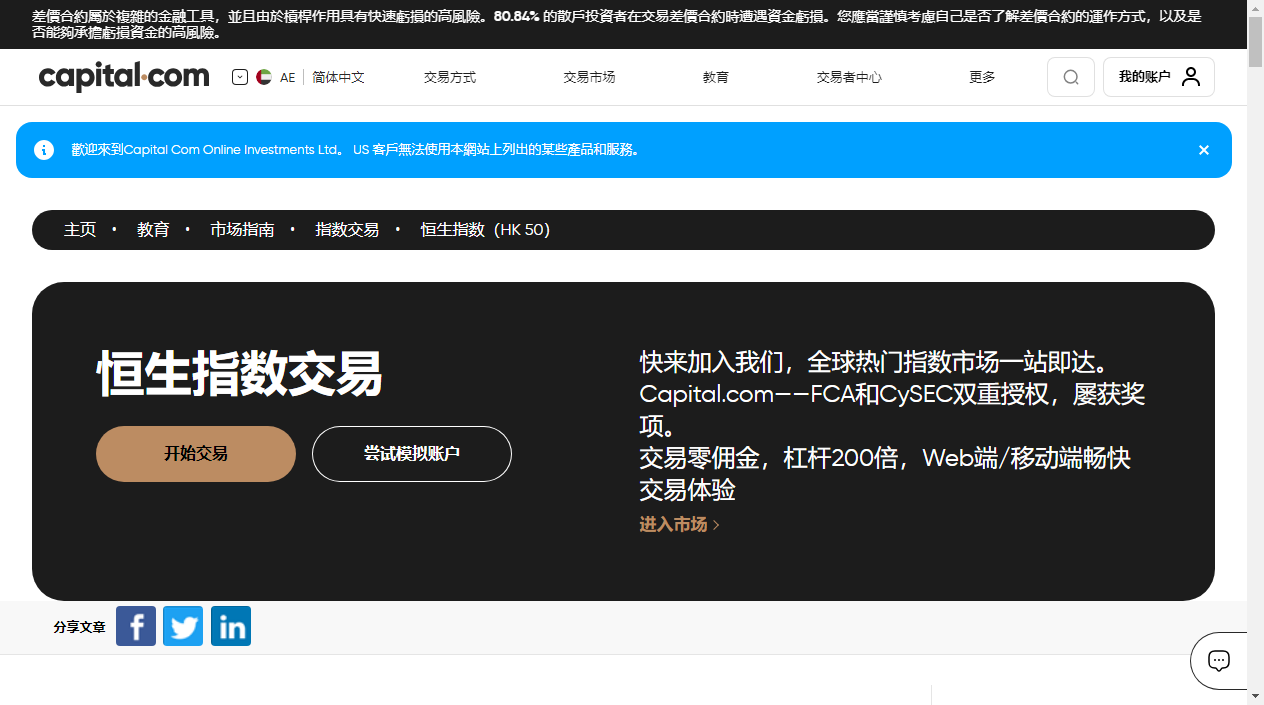 差價合約屬於複雜的金融工具，並且由於槓桿作用具有快速虧損的高風險。80.84% 的散戶投資者在交易差價合約時遭遇資金虧損。您應當謹慎考慮自己是否了解差價合約的運作方式，以及是
否能夠承擔虧損資金的高風險。
capital.com
AE 简体中文 交易方式 交易市场 教育 交易者中心 更多 我的账户
歡迎來到Capital Com Online Investments Ltd。 US 客戶無法使用本網站上列出的某些產品和服務。
主页 • 教育 • 市场指南 • 指数交易 • 恒生指数（HK 50）
恒生指数交易
开始交易 尝试模拟账户
快来加入我们，全球热门指数市场一站即达。
Capital.com——FCA和CySEC双重授权，屡获奖
项。
交易零佣金，杠杆200倍，Web端/移动端畅快
交易体验
进入市场 >
分享文章